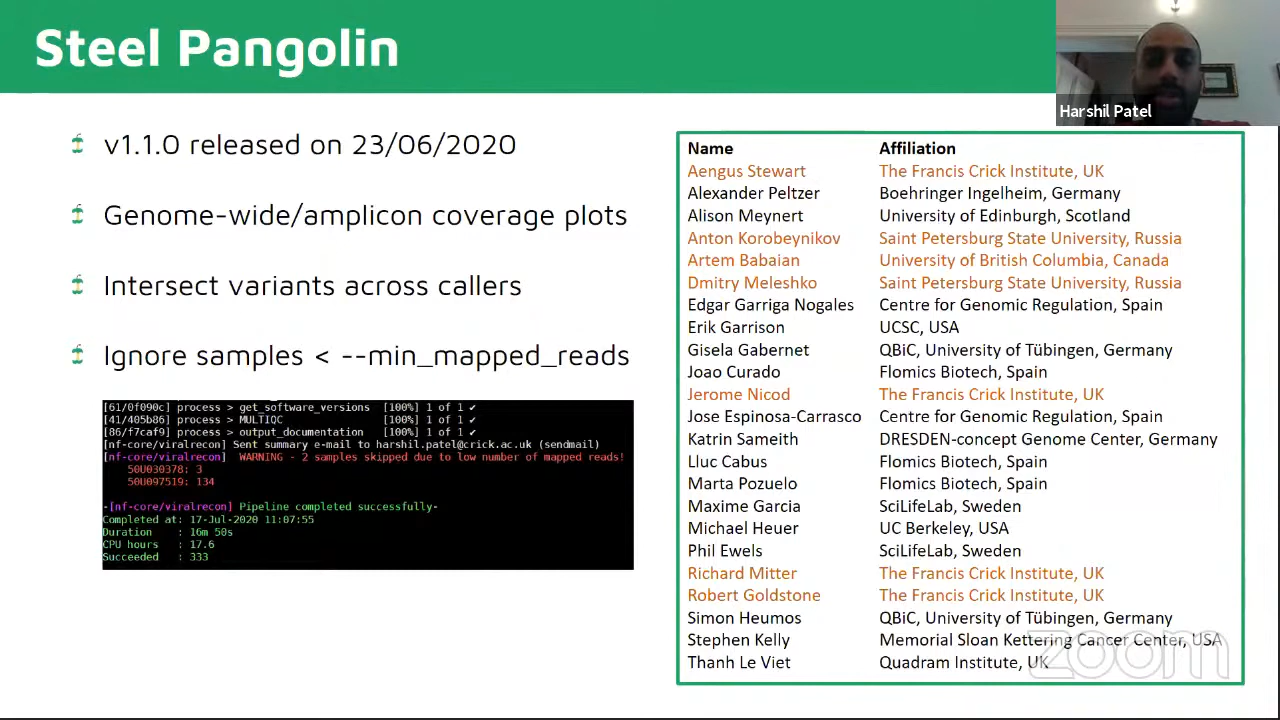 Steel Pangolin
Harshil Patel
v1.1.0 released on 23/06/2020
Genome-wide/amplicon coverage plots
Intersect variants across callers
Ignore samples < --min_mapped_reads
[61/0f090c] process > get_software_versions [100%] 1 of 1 ✔
[41/405b86] process > MULTIQC [100%] 1 of 1 ✔
[86/f7caf9] process > output_documentation [100%] 1 of 1 ✔
[nf-core/viralrecon] Sent summary e-mail to harshil.patel@crick.ac.uk (sendmail)
[nf-core/viralrecon] WARNING - 2 samples skipped due to low number of mapped reads!
50U030378: 3
50U097519: 134
-[nf-core/viralrecon] Pipeline completed successfully-
Completed at: 17-Jul-2020 11:07:55
Duration : 16m 50s
CPU hours : 17.6
Succeeded : 333
Name Affiliation
Aengus Stewart The Francis Crick Institute, UK
Alexander Peltzer Boehringer Ingelheim, Germany
Alison Meynert University of Edinburgh, Scotland
Anton Korobeynikov Saint Petersburg State University, Russia
Artem Babaian University of British Columbia, Canada
Dmitry Meleshko Saint Petersburg State University, Russia
Edgar Garriga Nogales Centre for Genomic Regulation, Spain
Erik Garrison UCSC, USA
Gisela Gabernet QBiC, University of Tübingen, Germany
Joao Curado Flomics Biotech, Spain
Jerome Nicod The Francis Crick Institute, UK
Jose Espinosa-Carrasco Centre for Genomic Regulation, Spain
Katrin Sameith DRESDEN-concept Genome Center, Germany
Lluc Cabus Flomics Biotech, Spain
Marta Pozuelo Flomics Biotech, Spain
Maxime Garcia SciLifeLab, Sweden
Michael Heuer UC Berkeley, USA
Phil Ewels SciLifeLab, Sweden
Richard Mitter The Francis Crick Institute, UK
Robert Goldstone The Francis Crick Institute, UK
Simon Heumos QBiC, University of Tübingen, Germany
Stephen Kelly Memorial Sloan Kettering Cancer Center, USA
Thanh Le Viet Quadram Institute, UK
zoom